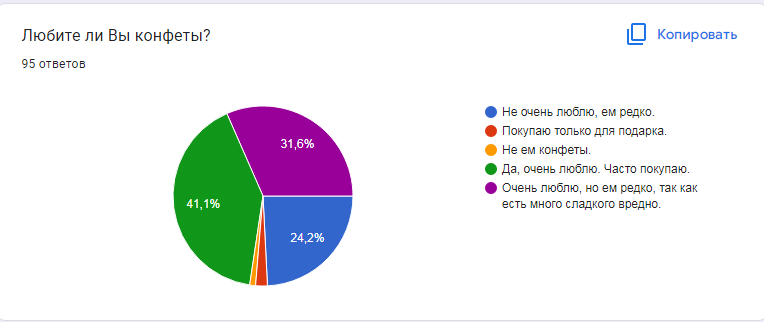 Любите ли Вы конфеты?
Копировать
95 ответов
31,6%
41,1%
24,2%
Не очень люблю, ем редко.
Покупаю только для подарка.
Не ем конфеты.
Да, очень люблю. Часто покупаю.
Очень люблю, но ем редко, так как
есть много сладкого вредно.